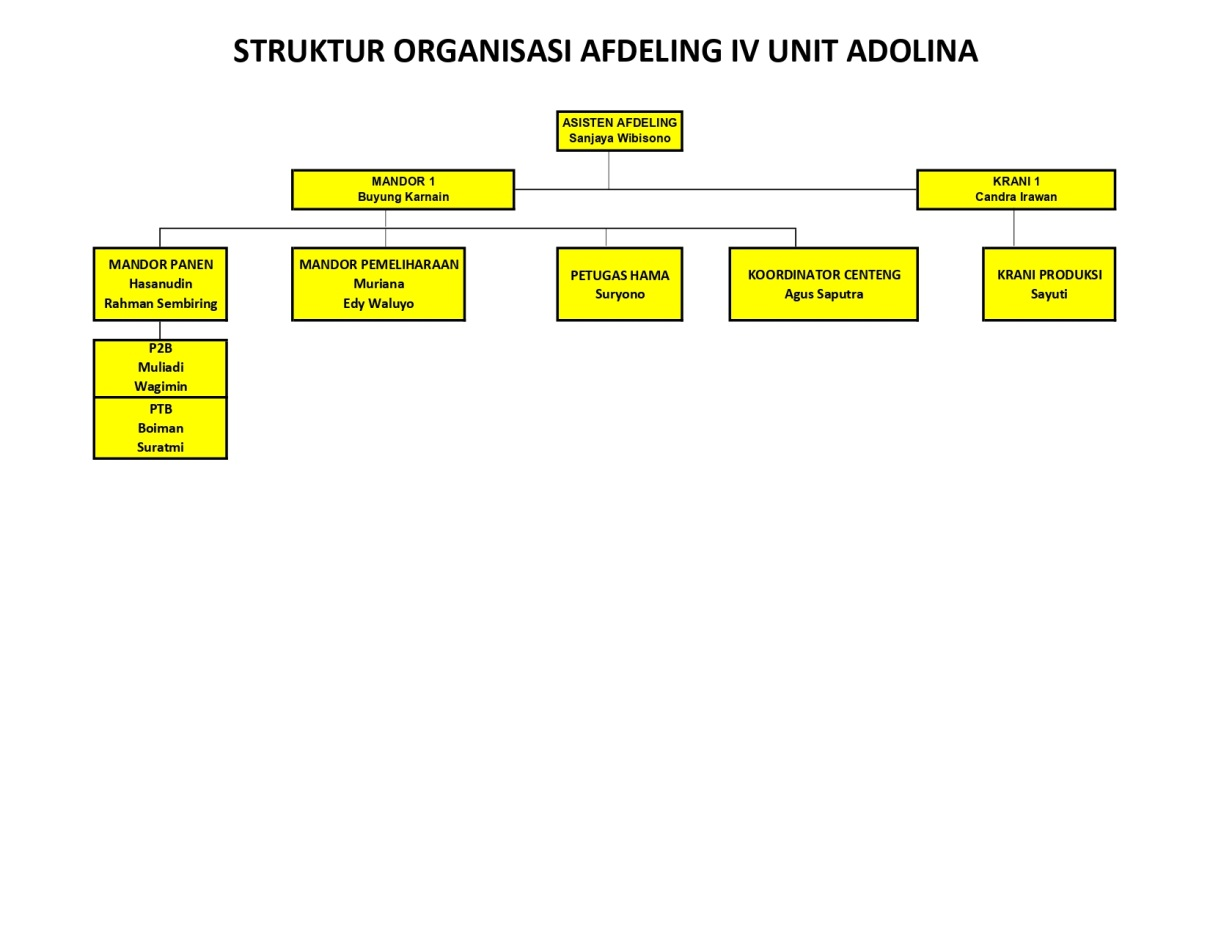 STRUKTUR ORGANISASI AFDELING IV UNIT ADOLINA
ASISTEN AFDELING
Sanjaya Wibisono
MANDOR 1
Buyung Karnain
KRANI 1
Candra Irawan
MANDOR PANEN
Hasanudin
Rahman Sembiring
MANDOR PEMELIHARAAN
Muriana
Edy Waluyo
PETUGAS HAMA
Suryono
KOORDINATOR CENTENG
Agus Saputra
KRANI PRODUKSI
Sayuti
P2B
Muliadi
Wagimin
PTB
Boiman
Suratmi